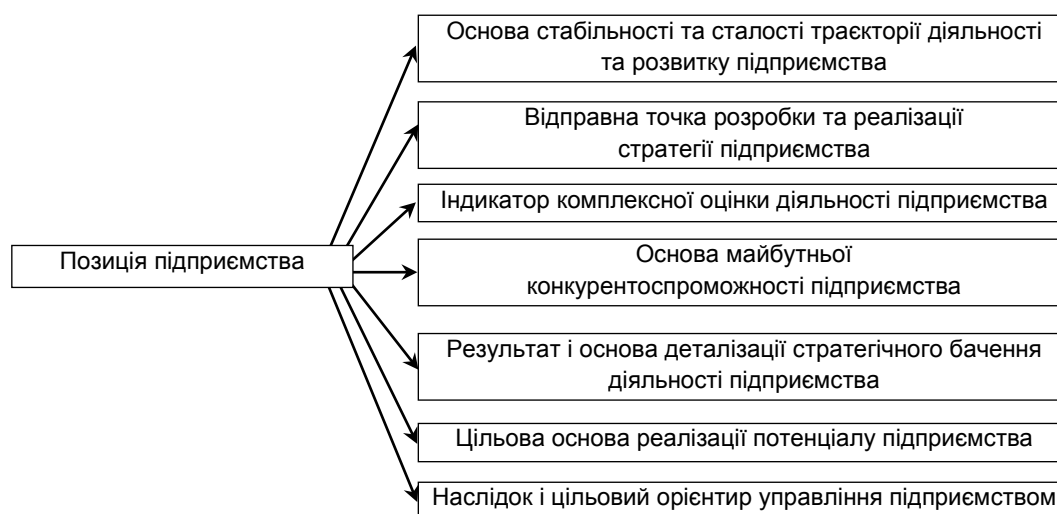 Основа стабільності та сталості траєкторії діяльності
та розвитку підприємства
Відправна точка розробки та реалізації
стратегії підприємства
Індикатор комплексної оцінки діяльності підприємства
Позиція підприємства
Основа майбутньої
конкурентоспроможності підприємства
Результат і основа деталізації стратегічного бачення
діяльності підприємства
Цільова основа реалізації потенціалу підприємства
Наслідок і цільовий орієнтир управління підприємством